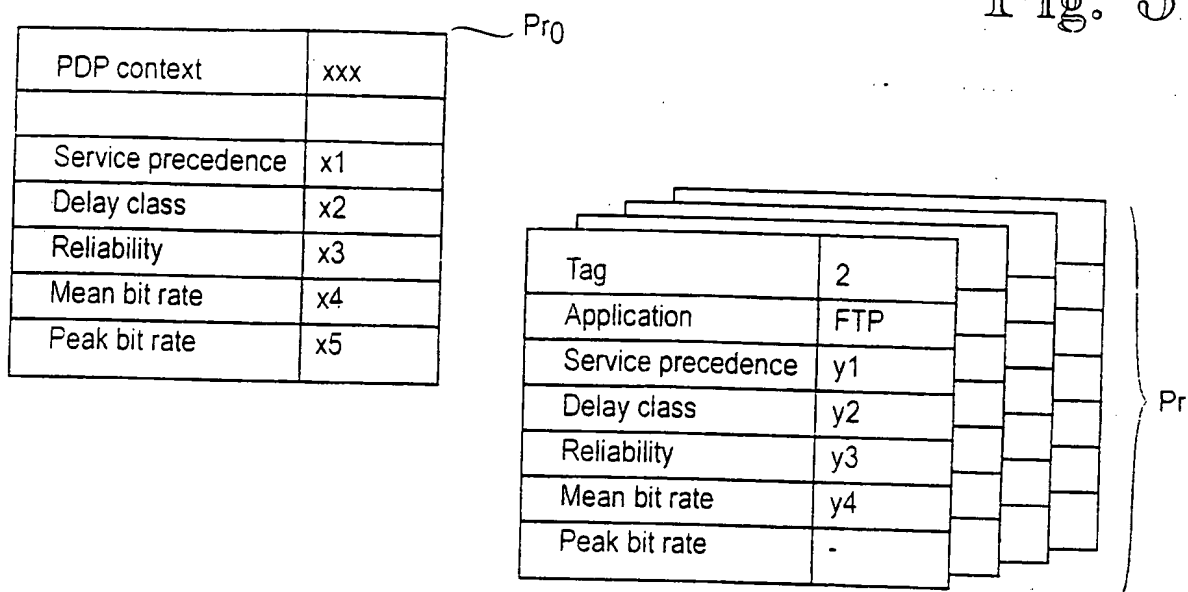 Fig. 3
Pr0
PDP context xxx
Service precedence x1
Delay class x2
Reliability x3
Mean bit rate x4
Peak bit rate x5
Tag 2
Application FTP
Service precedence y1
Delay class y2
Reliability y3
Mean bit rate y4
Peak bit rate -
Pr